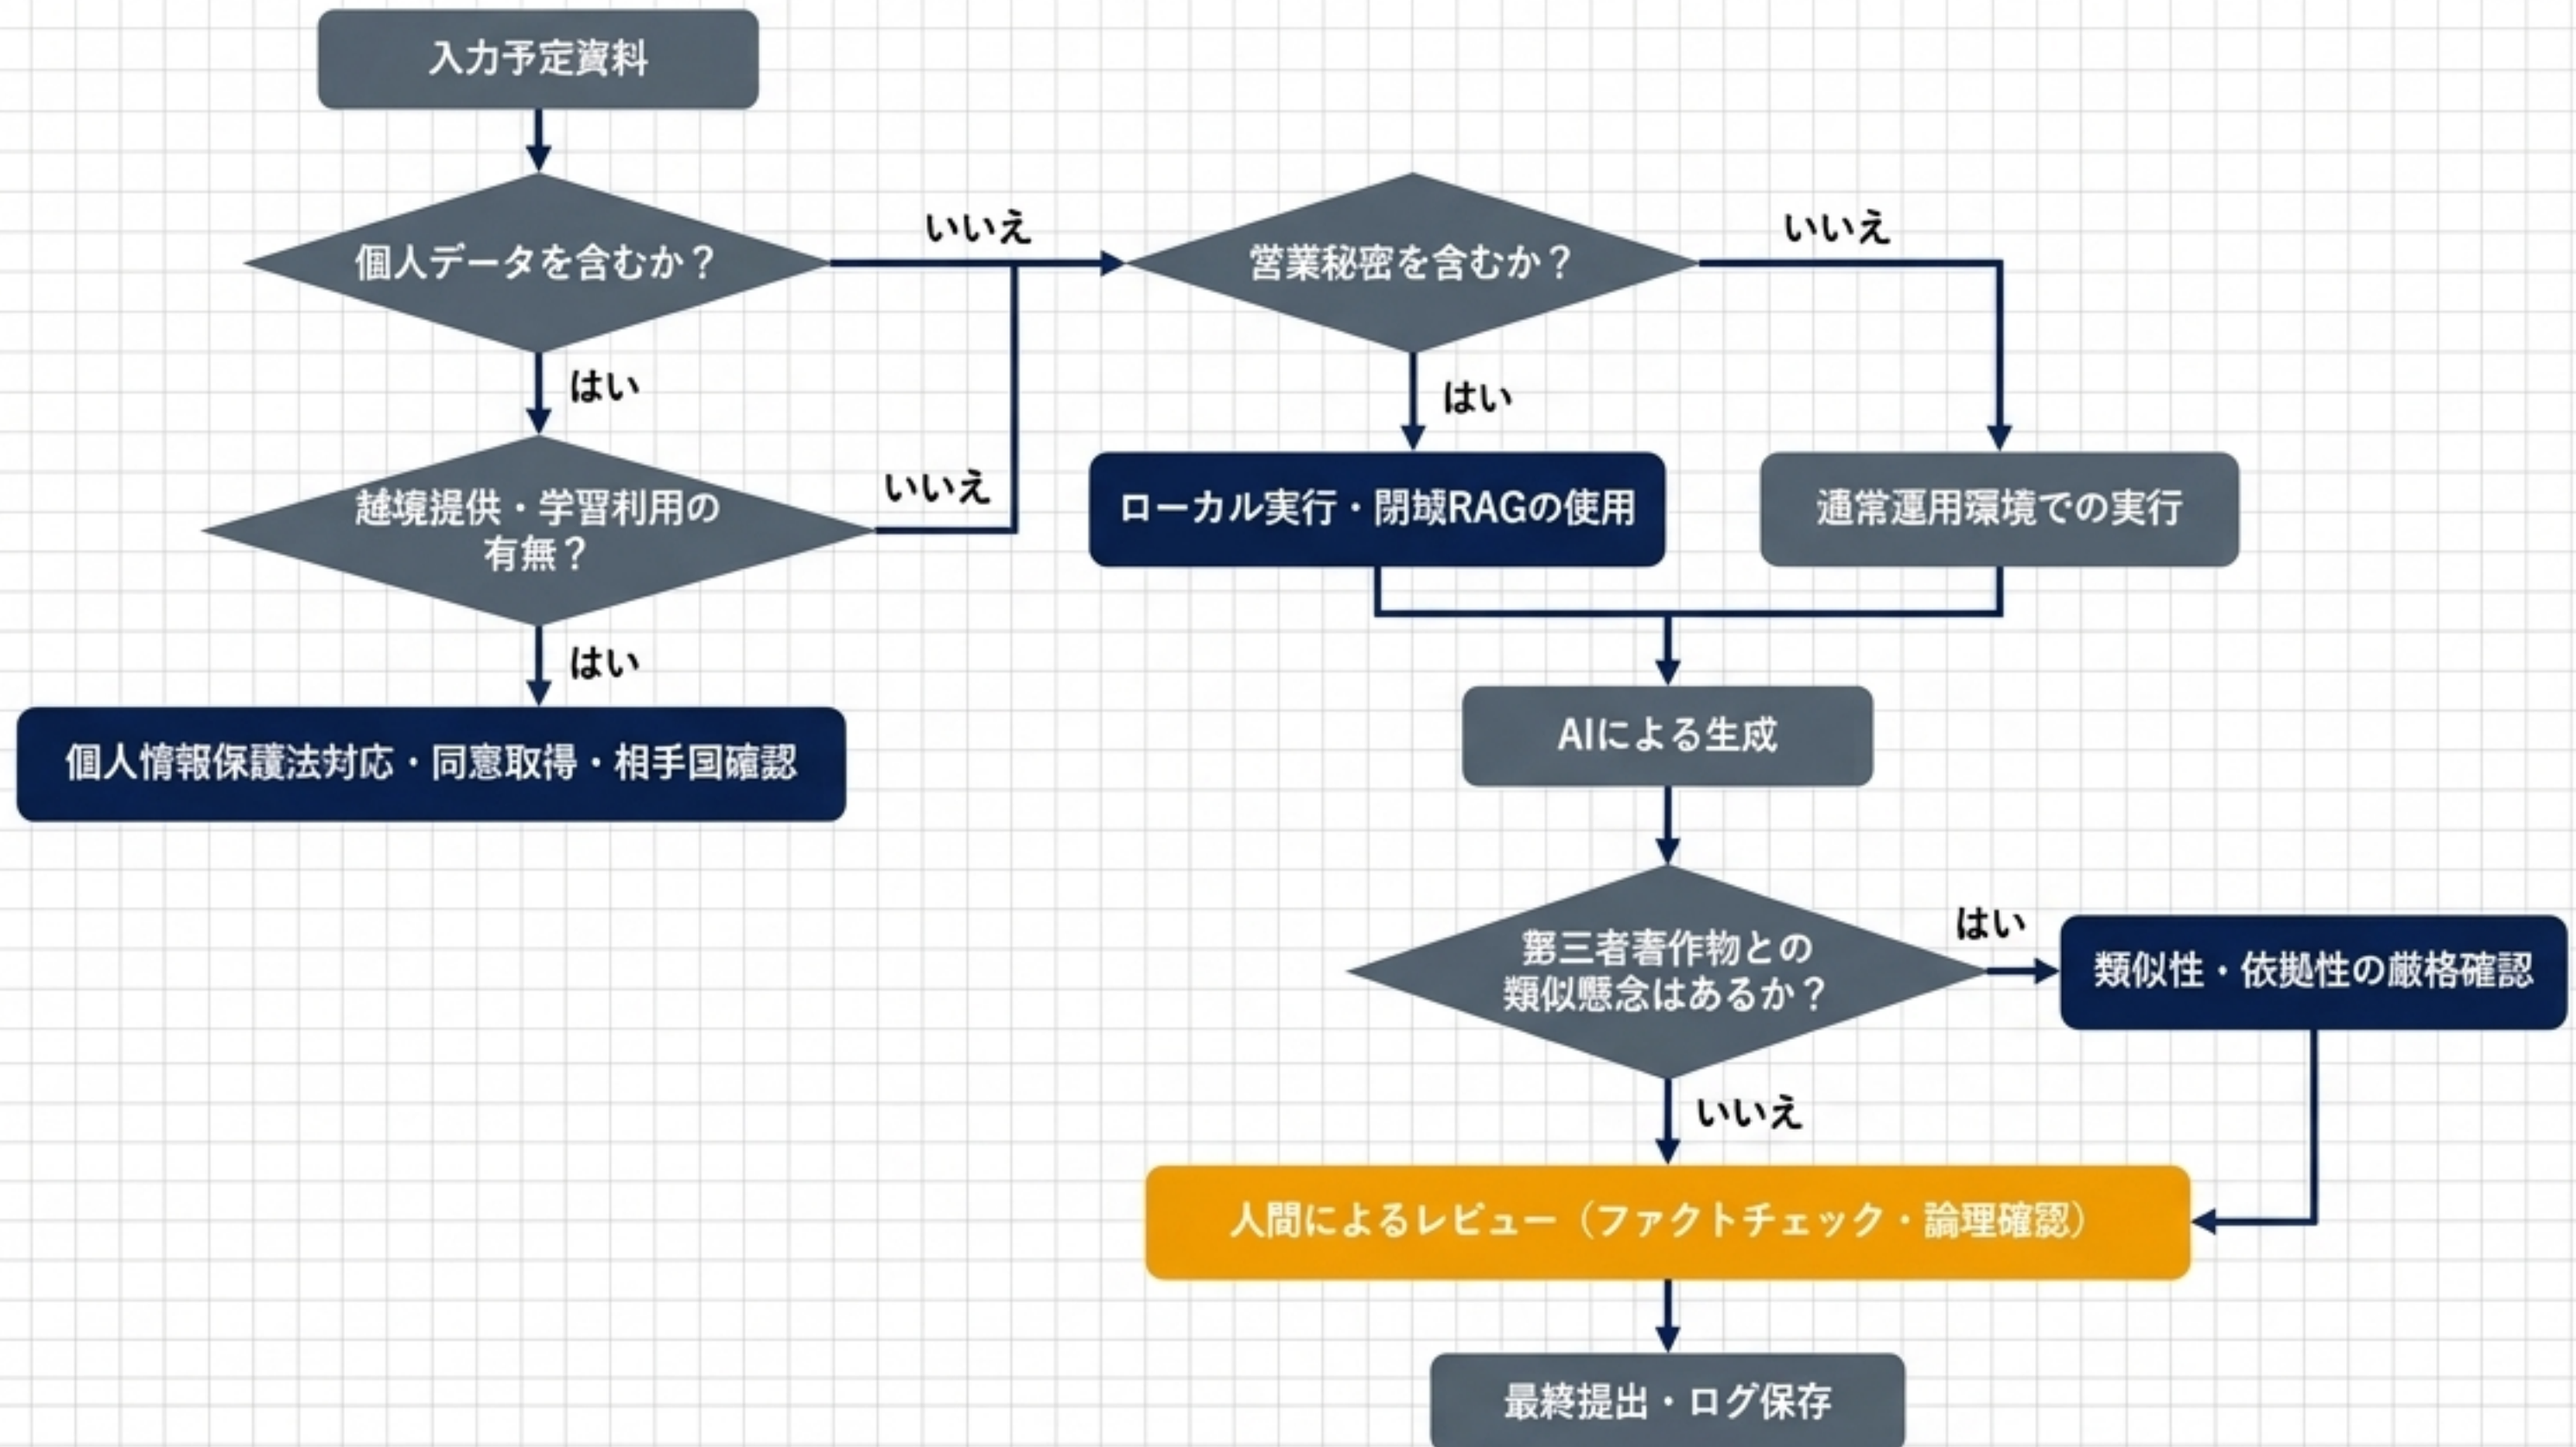 入力予定資料
個人データを含むか？
いいえ
営業秘密を含むか？
いいえ
はい
はい
越境提供・学習利用の
有無？
いいえ
ローカル実行・閉域RAGの使用
通常運用環境での実行
はい
個人情報保護法対応・同意取得・相手国確認
AIによる生成
第三者著作物との
類似懸念はあるか？
はい
類似性・依拠性の厳格確認
いいえ
人間によるレビュー（ファクトチェック・論理確認）
最終提出・ログ保存